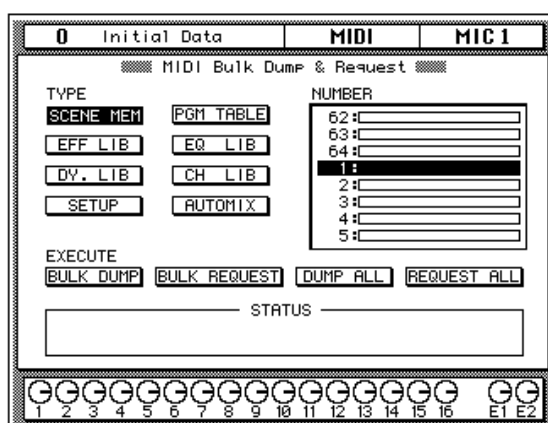 0 Initial Data MIDI MIC 1
MIDI Bulk Dump & Request
TYPE
SCENE MEM PGM TABLE
EFF LIB EQ LIB
DY. LIB CH LIB
SETUP AUTOMIX
NUMBER
62:
63:
64:
1:
2:
3:
4:
5:
EXECUTE
BULK DUMP BULK REQUEST DUMP ALL REQUEST ALL
STATUS
1 2 3 4 5 6 7 8 9 10 11 12 13 14 15 16 E1 E2